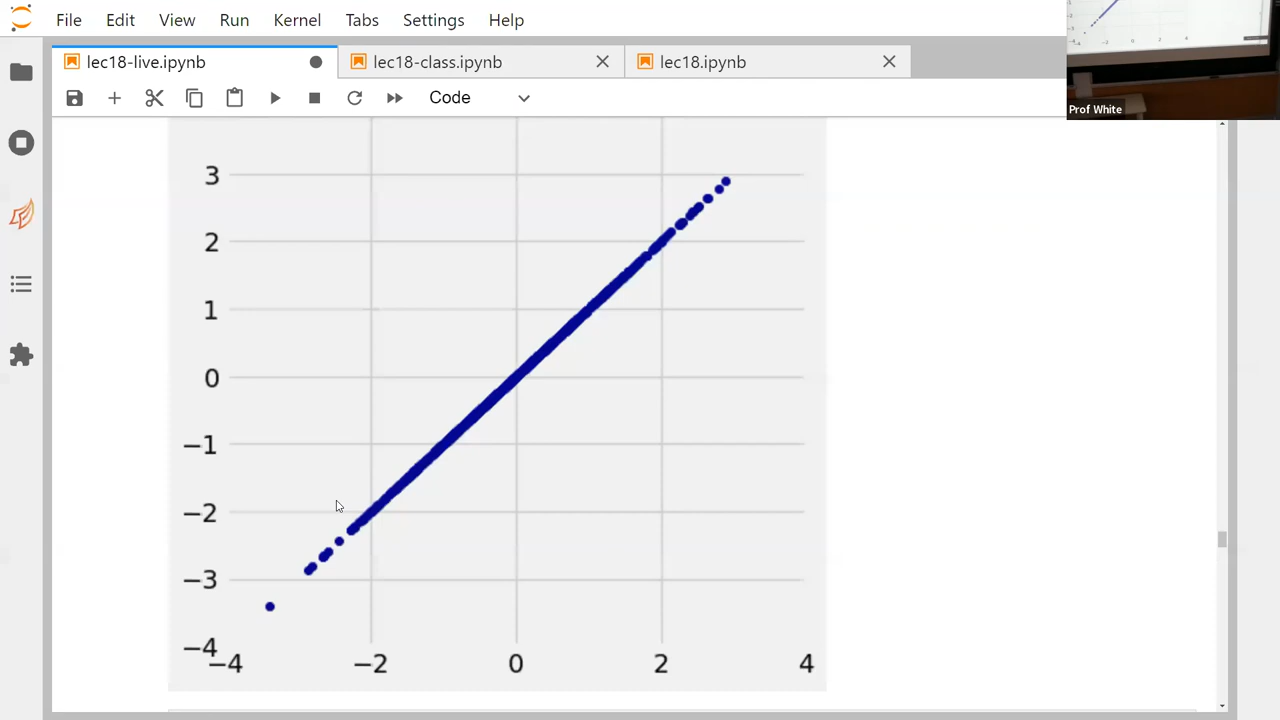 File Edit View Run Kernel Tabs Settings Help
lec18-live.ipynb lec18-class.ipynb lec18.ipynb
Code
Prof White
3
2
1
0
−1
−2
−3
−4
−4 −2 0 2 4